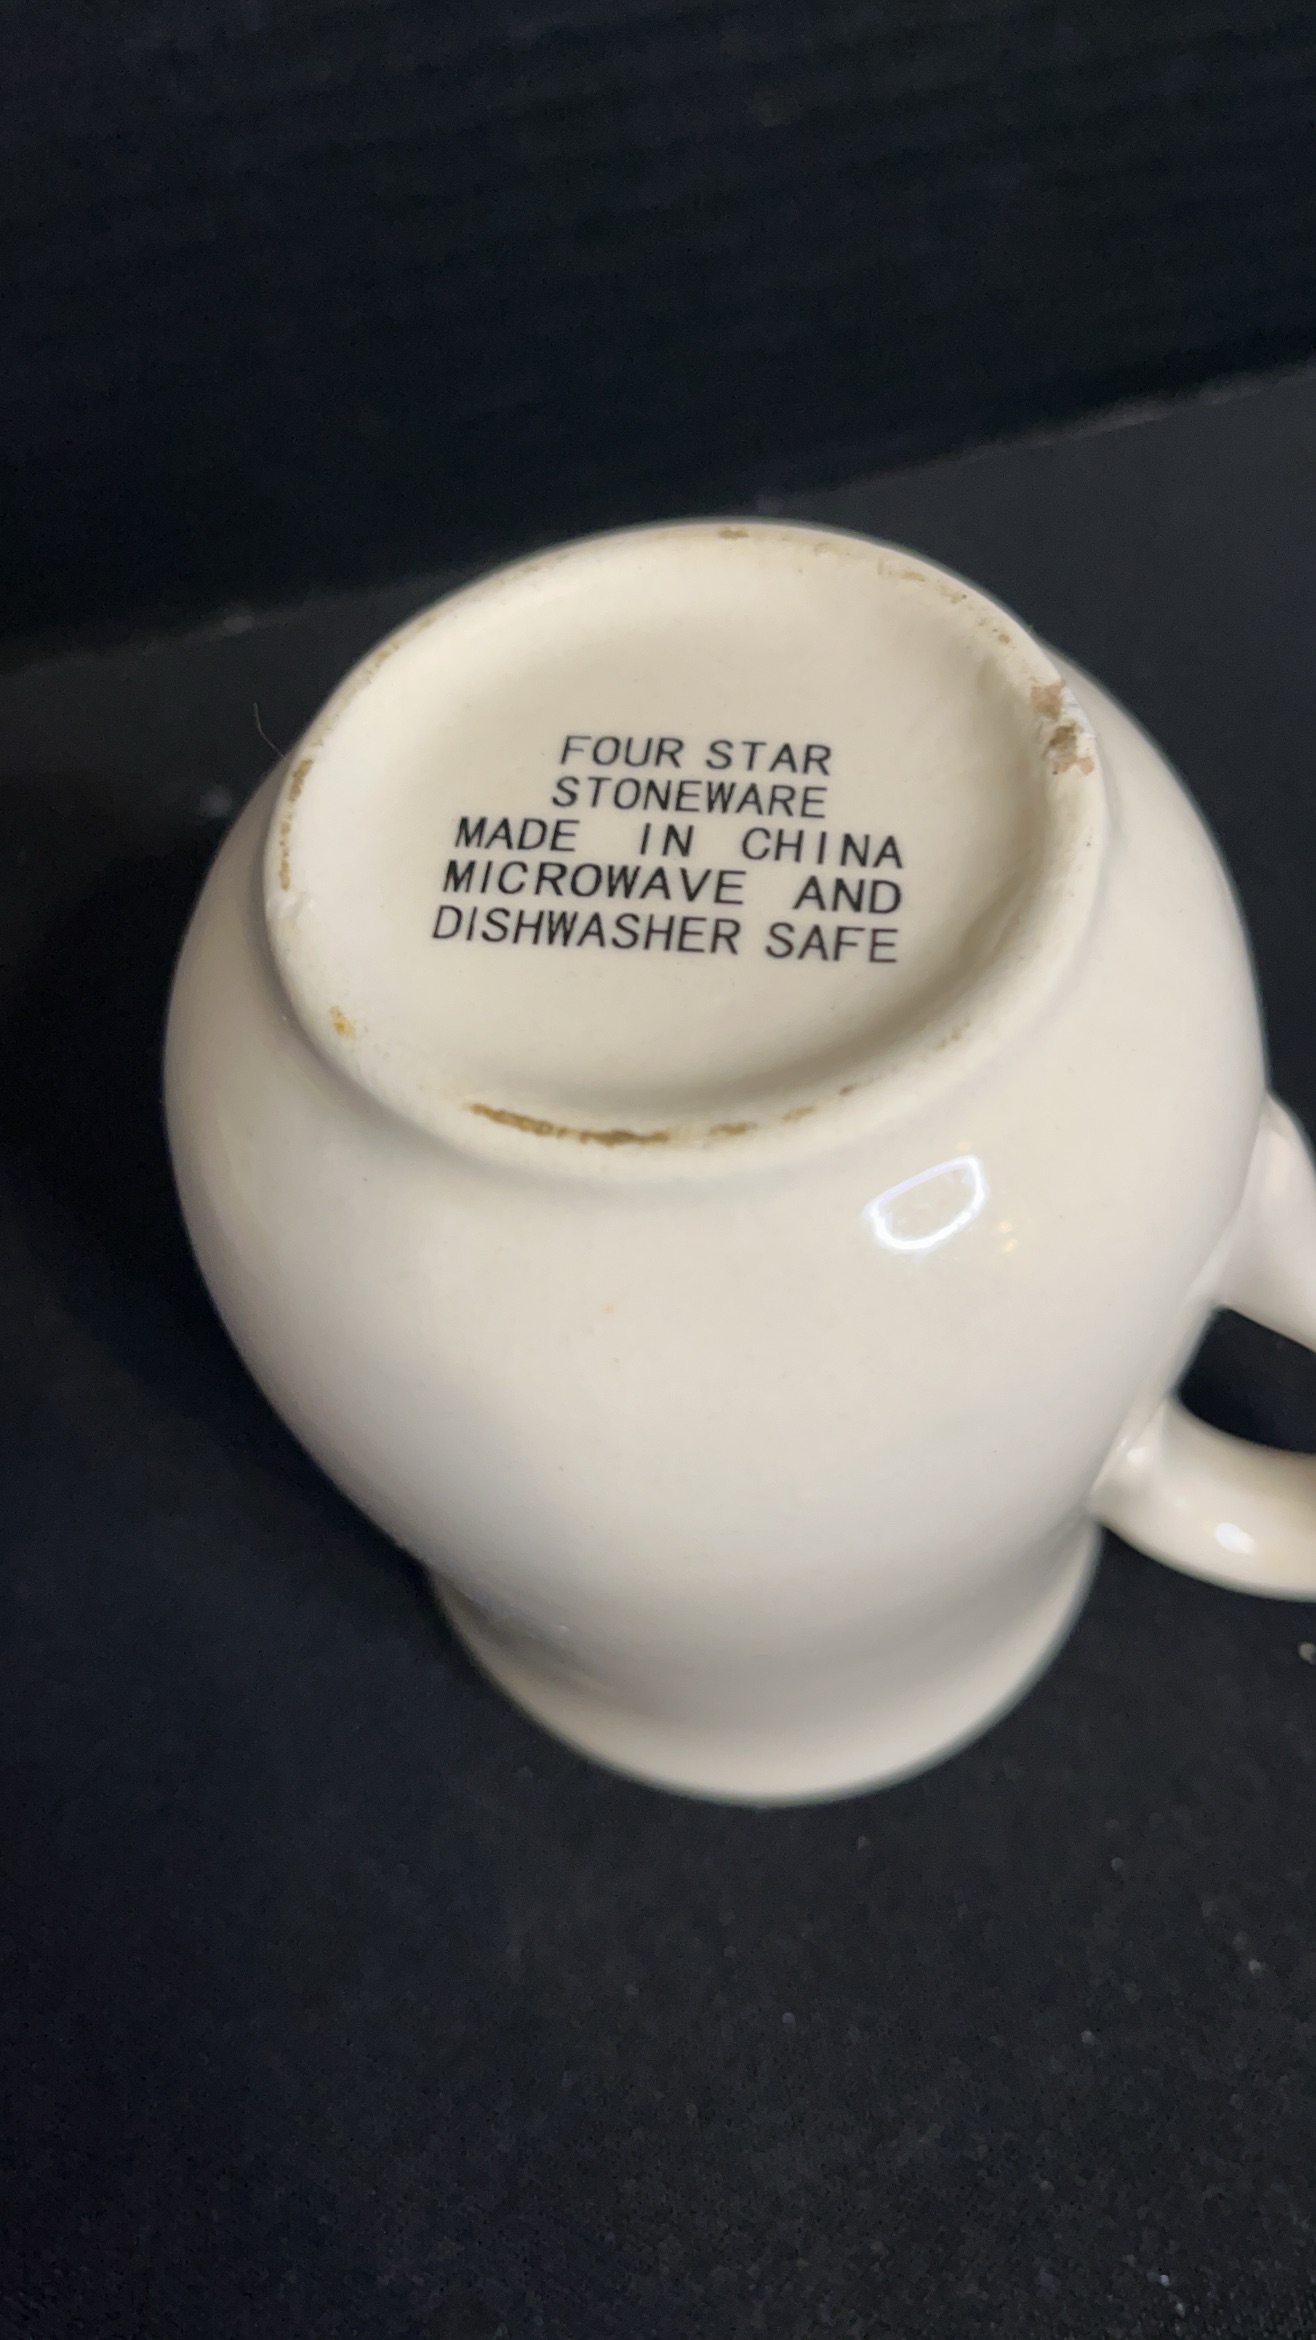 FOUR STAR
STONEWARE
MADE IN CHINA
MICROWAVE AND
DISHWASHER SAFE